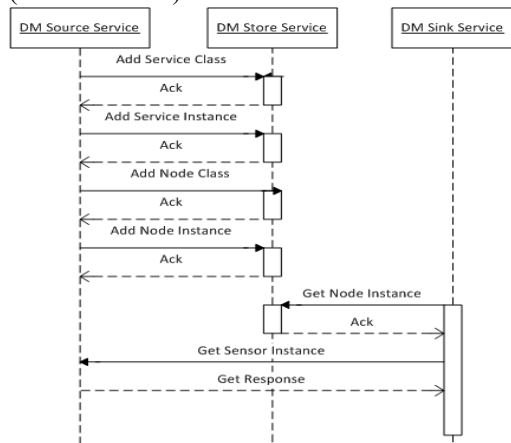 DM Source Service DM Store Service DM Sink Service
Add Service Class
Ack
Add Service Instance
Ack
Add Node Class
Ack
Add Node Instance
Ack
Get Node Instance
Ack
Get Sensor Instance
Get Response